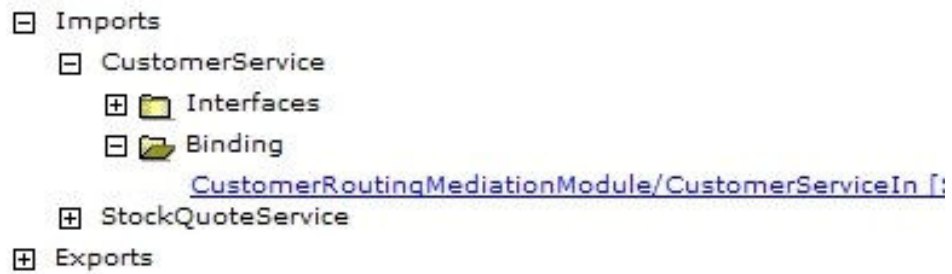 Imports
CustomerService
Interfaces
Binding
CustomerRoutingMediationModule/CustomerServiceIn [
StockQuoteService
Exports